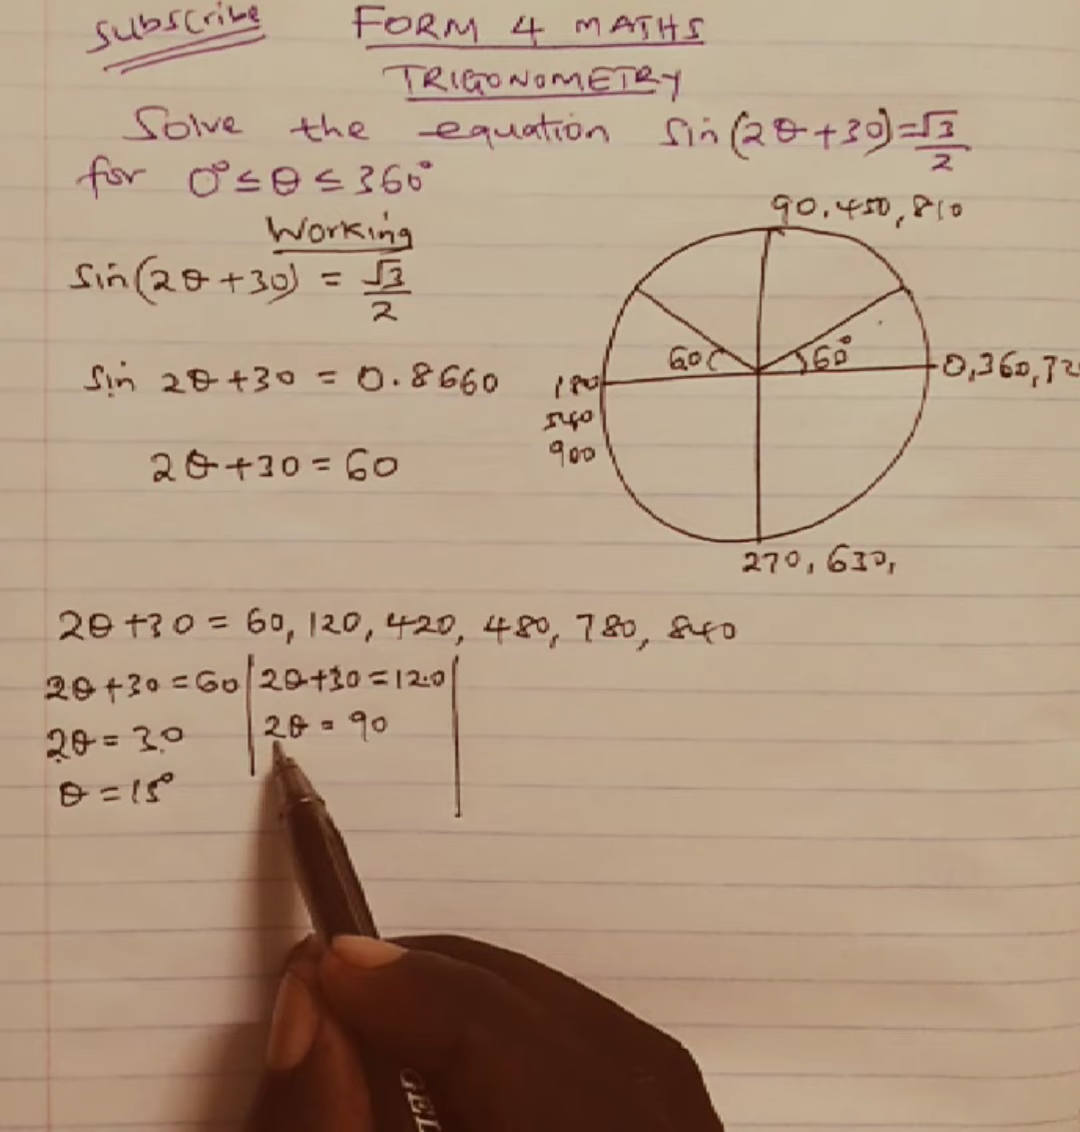 Subscribe FORM 4 MATHS
TRIGONOMETRY
Solve the equation Sin(2θ+30)=√3/2
for 0°≤θ≤360°
Working
90, 450, 810
Sin(2θ+30) = √3/2
60 60°
Sin 2θ+30 = 0.8660
180
540
900
0, 360, 72
2θ+30 = 60
270, 630,
2θ+30 = 60, 120, 420, 480, 780, 840
2θ+30 = 60 2θ+30 = 120
2θ = 30 2θ = 90
θ = 15°